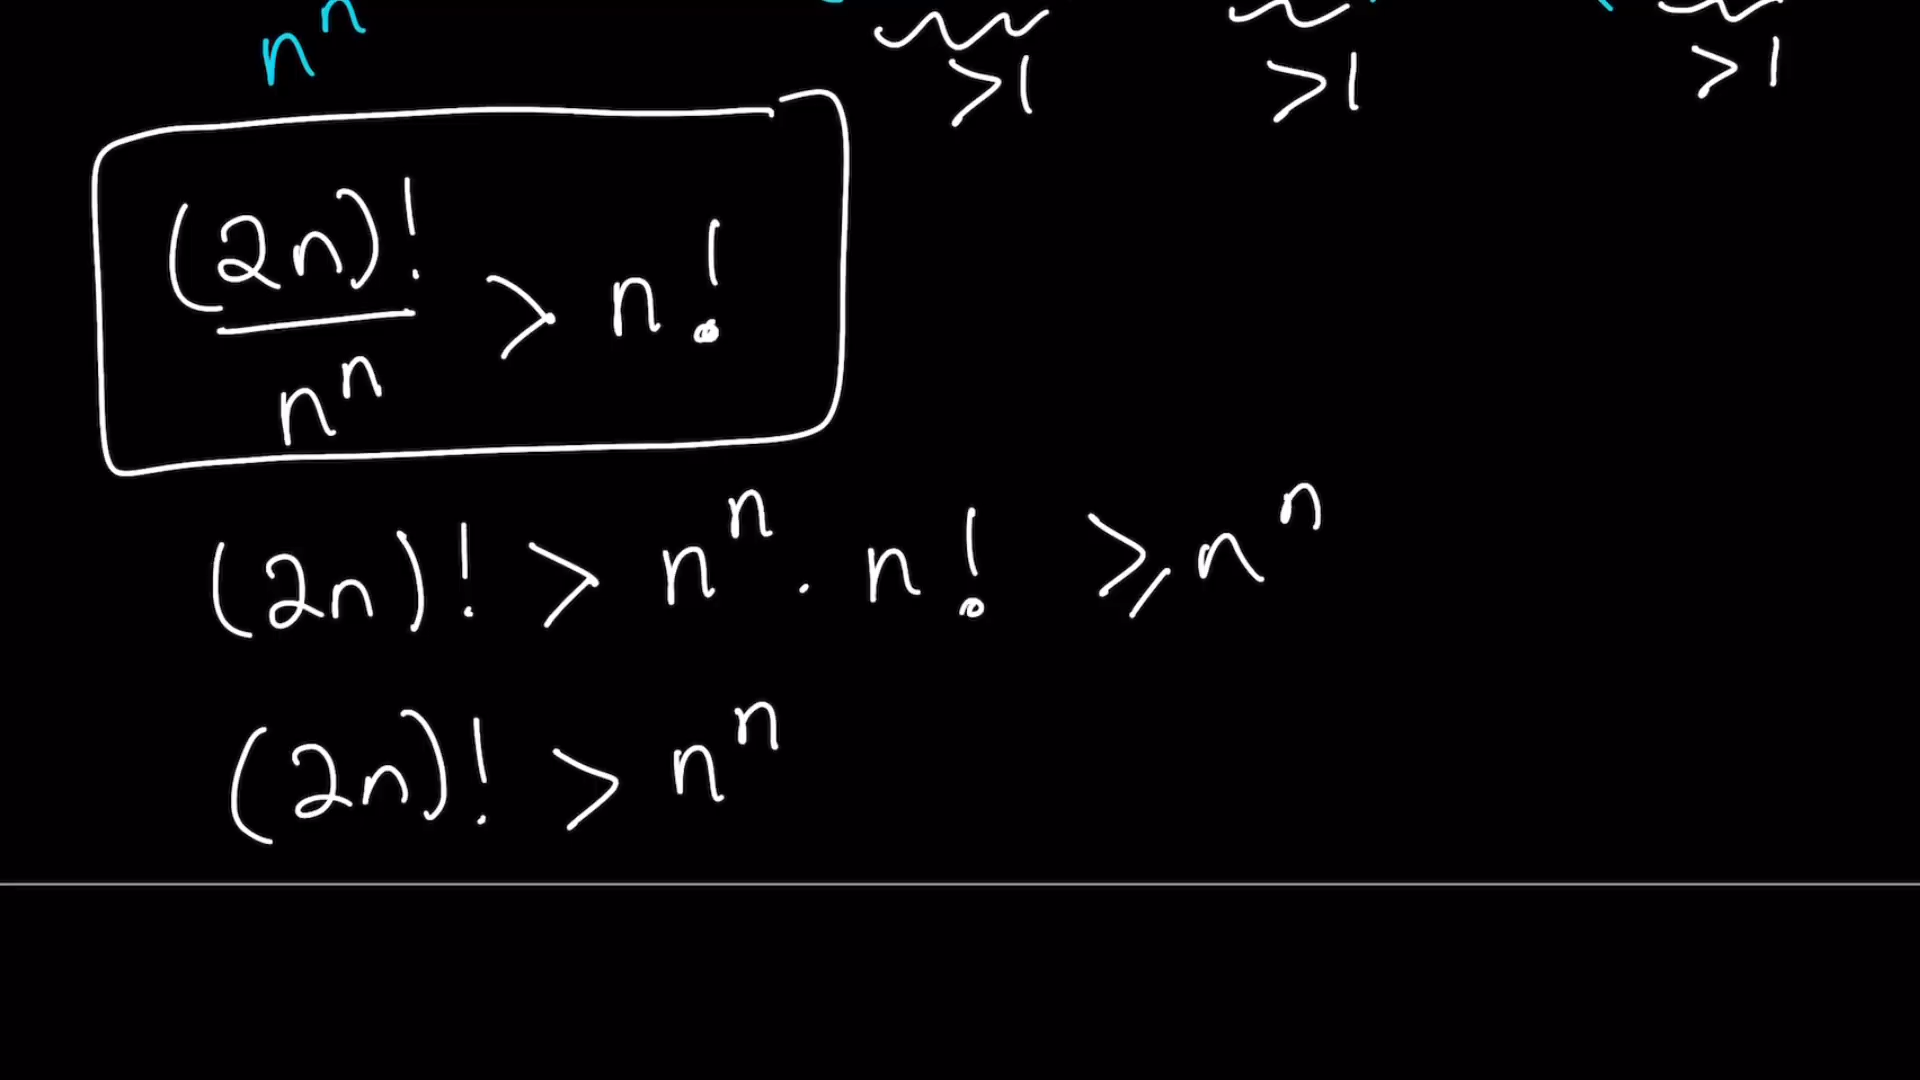 n^n >1 >1 >1
(2n)!/n^n > n!
(2n)! > n^n · n! ⩾ n^n
(2n)! > n^n